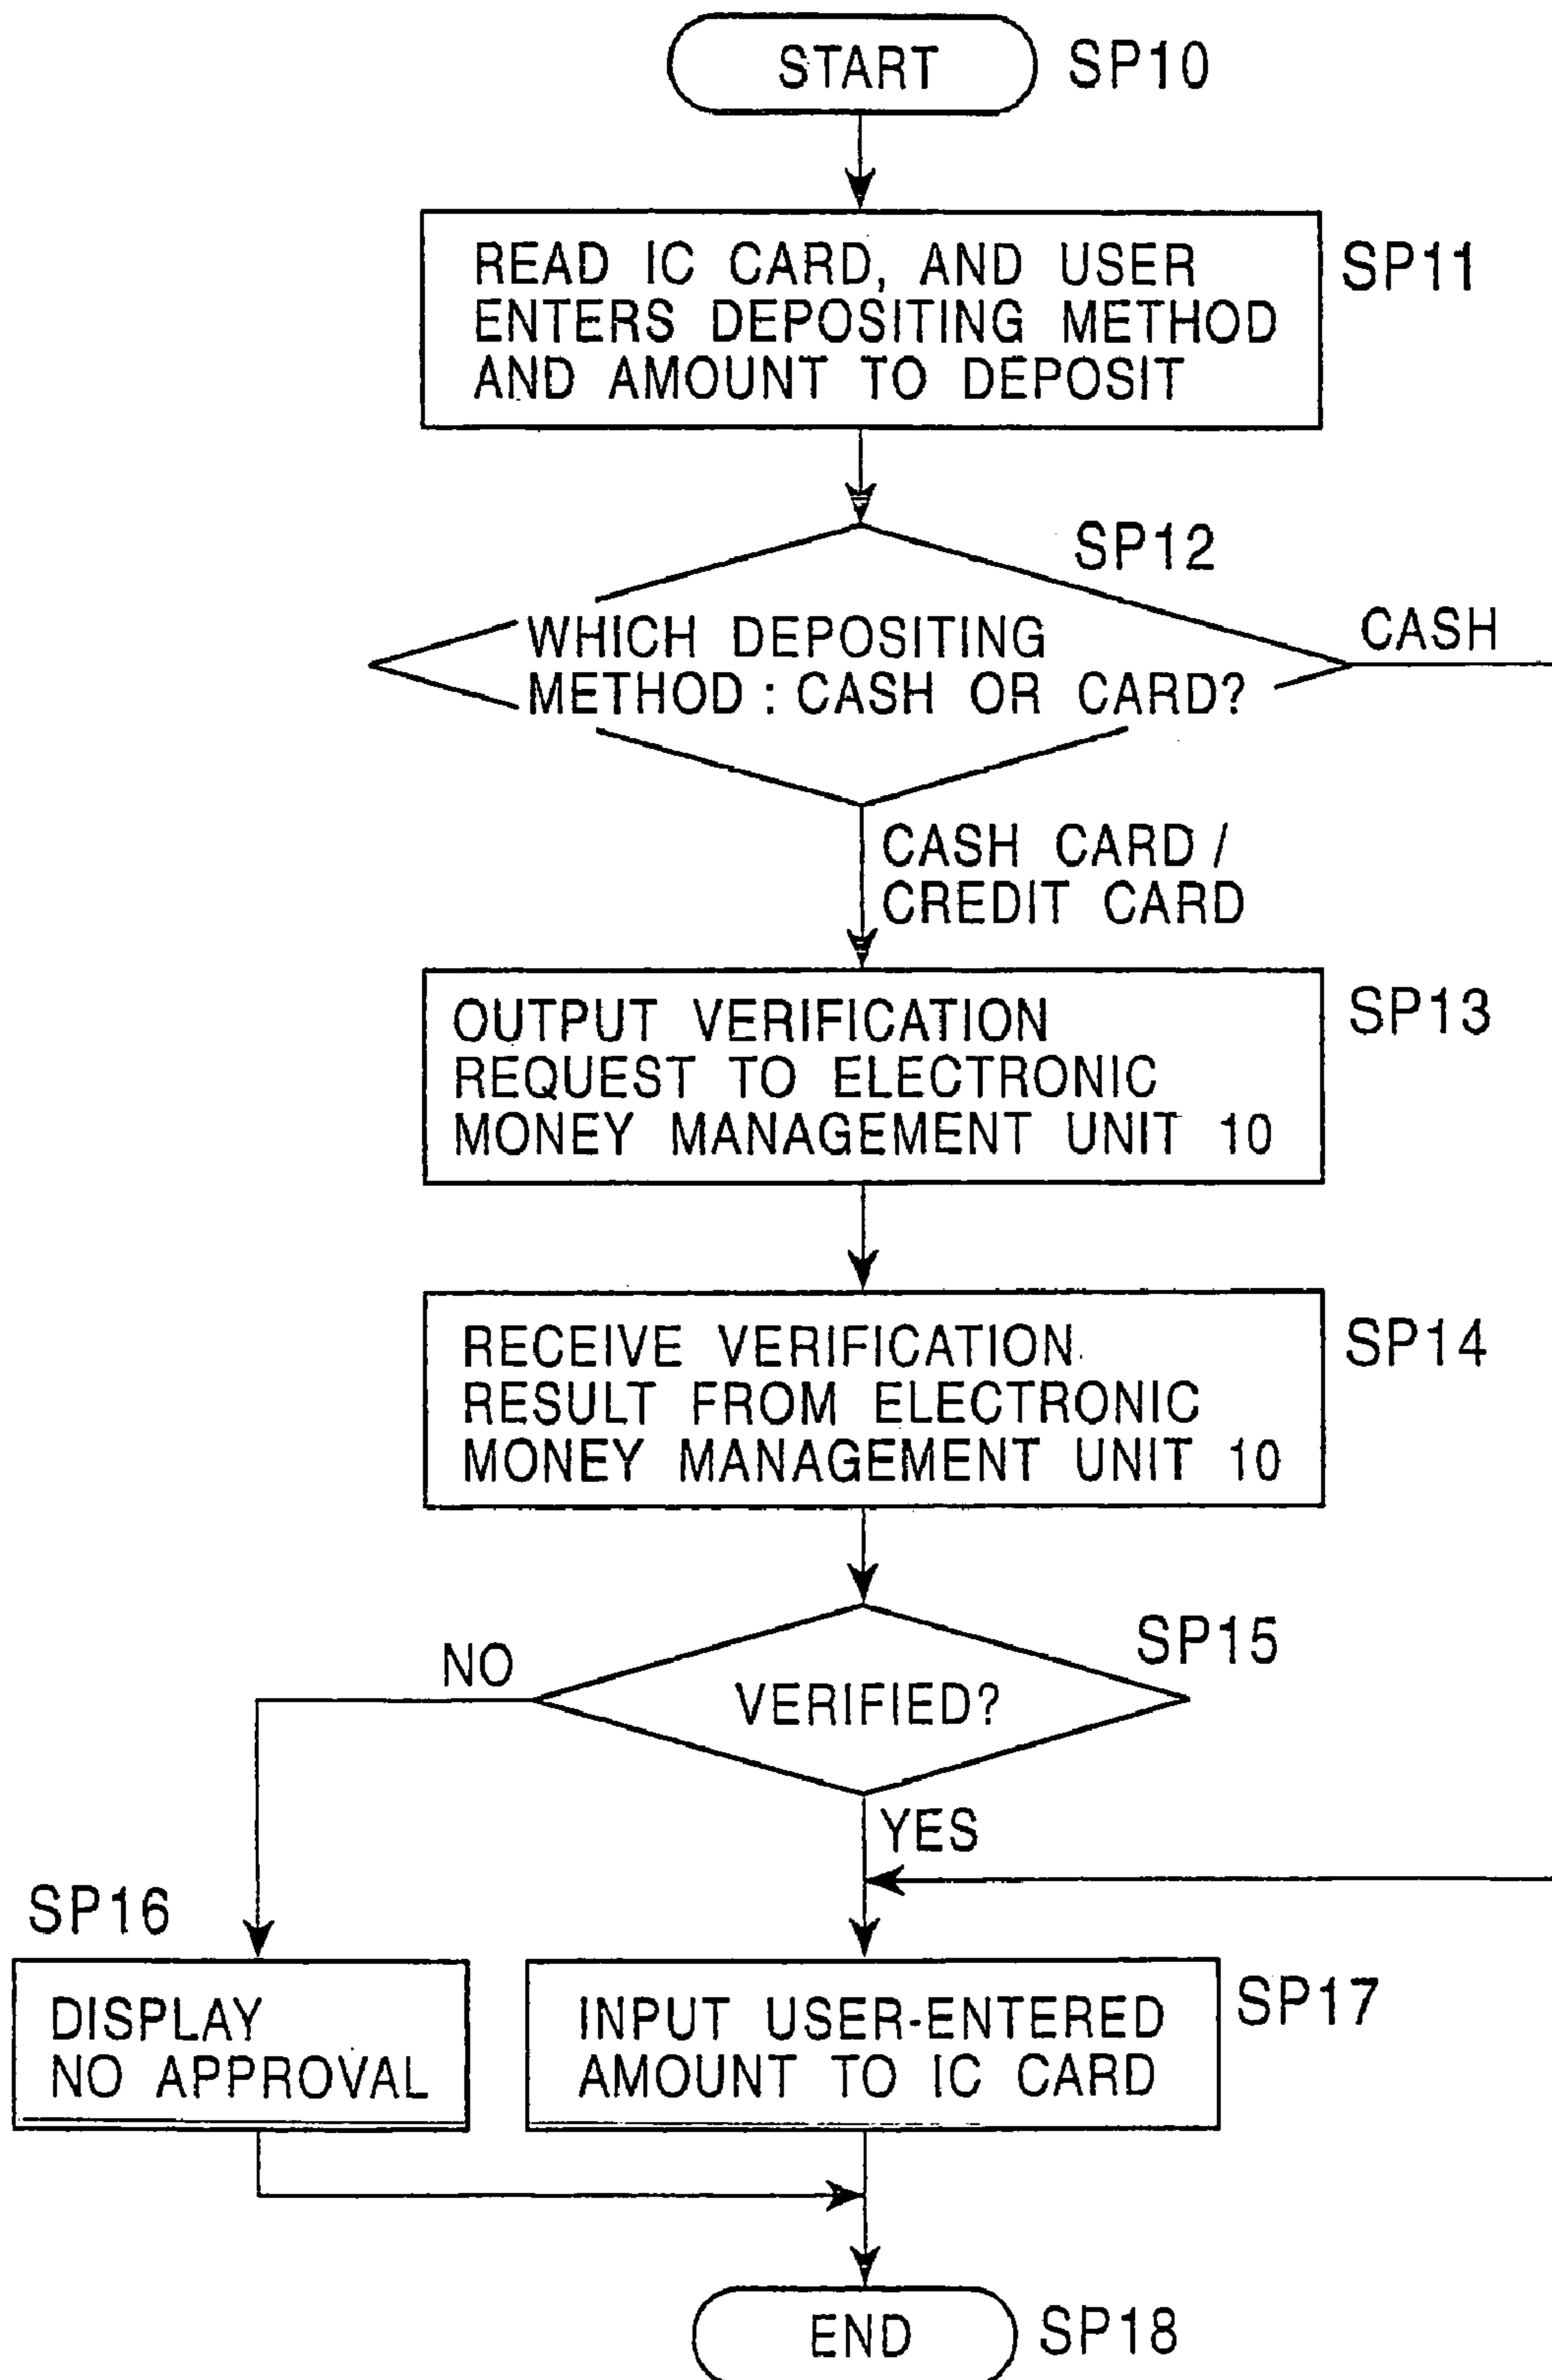 START
SP10
READ IC CARD, AND USER
ENTERS DEPOSITING METHOD
AND AMOUNT TO DEPOSIT
SP11
SP12
WHICH DEPOSITING
METHOD : CASH OR CARD?
CASH
CASH CARD /
CREDIT CARD
OUTPUT VERIFICATION
REQUEST TO ELECTRONIC
MONEY MANAGEMENT UNIT 10
SP13
RECEIVE VERIFICATION
RESULT FROM ELECTRONIC
MONEY MANAGEMENT UNIT 10
SP14
SP15
NO
VERIFIED?
YES
SP16
DISPLAY
NO APPROVAL
INPUT USER-ENTERED
AMOUNT TO IC CARD
SP17
END
SP18